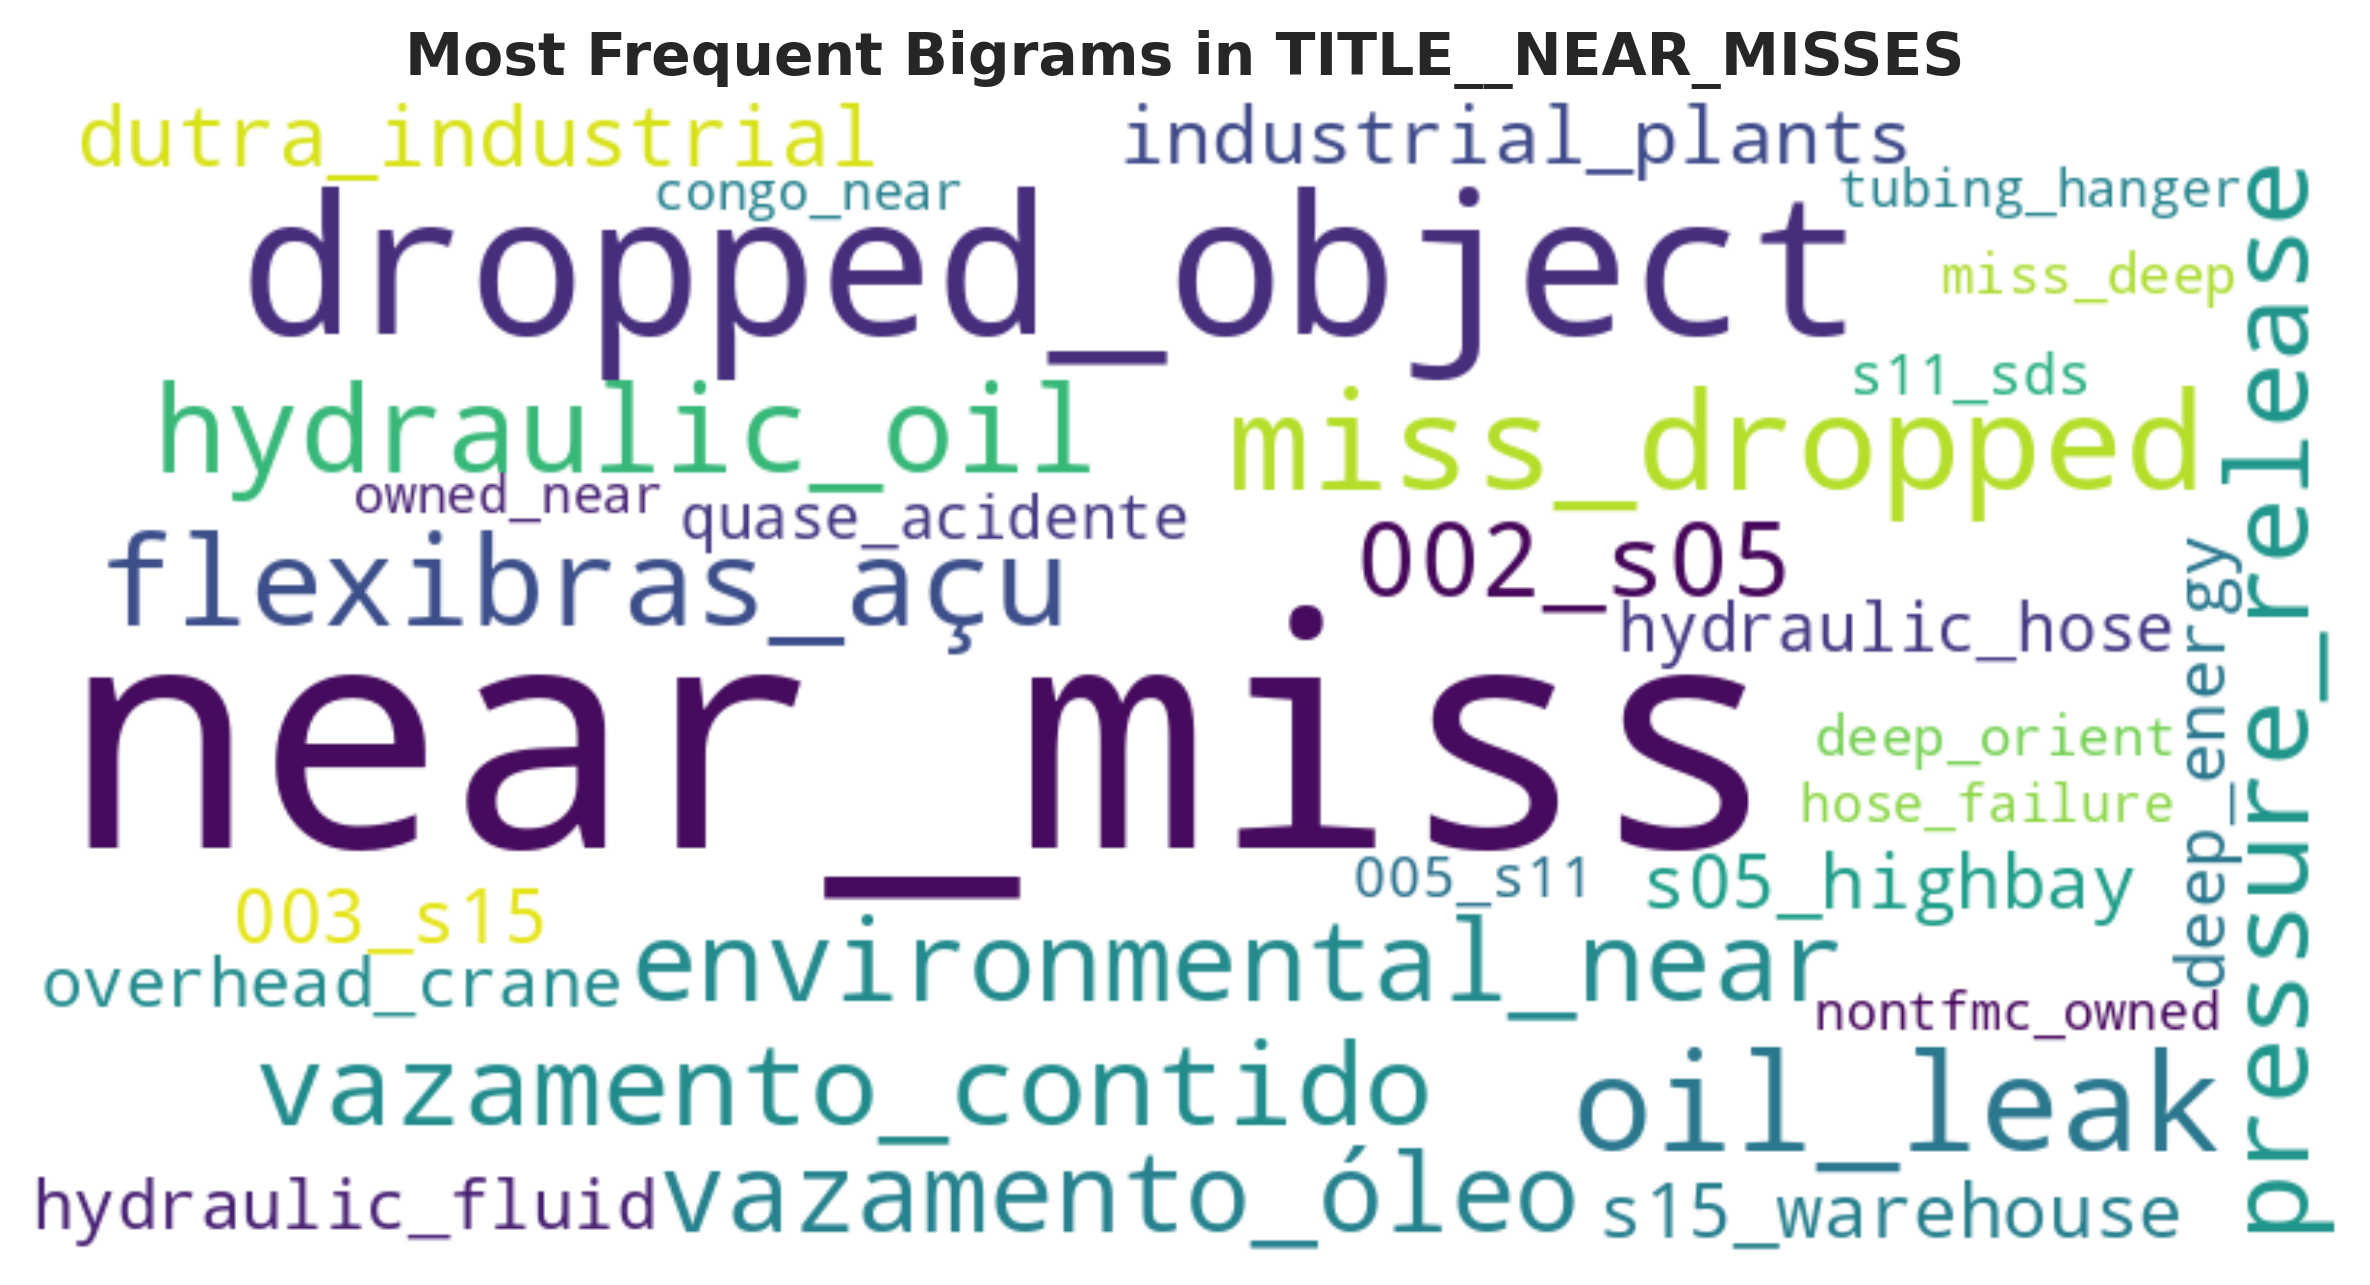 Most Frequent Bigrams in TITLE__NEAR_MISSES
dutra_industrial
industrial_plants
congo_near
tubing_hanger
dropped_object
miss_deep
pressure_release
s11_sds
hydraulic_oil
miss_dropped
owned_near
quase_acidente
002_s05
flexibras_açu
hydraulic_hose
deep_energy
near_miss
deep_orient
hose_failure
005_s11
s05_highbay
003_s15
environmental_near
overhead_crane
nontfmc_owned
vazamento_contido
oil_leak
hydraulic_fluid
vazamento_óleo
s15_warehouse